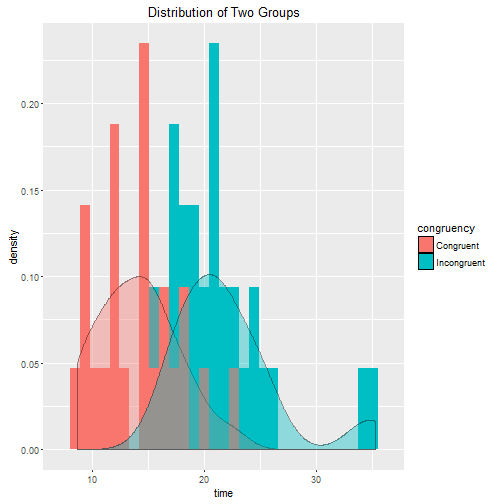 Distribution of Two Groups
0.20
0.15
0.10
0.05
0.00
density
10 20 30
time
congruency
Congruent
Incongruent